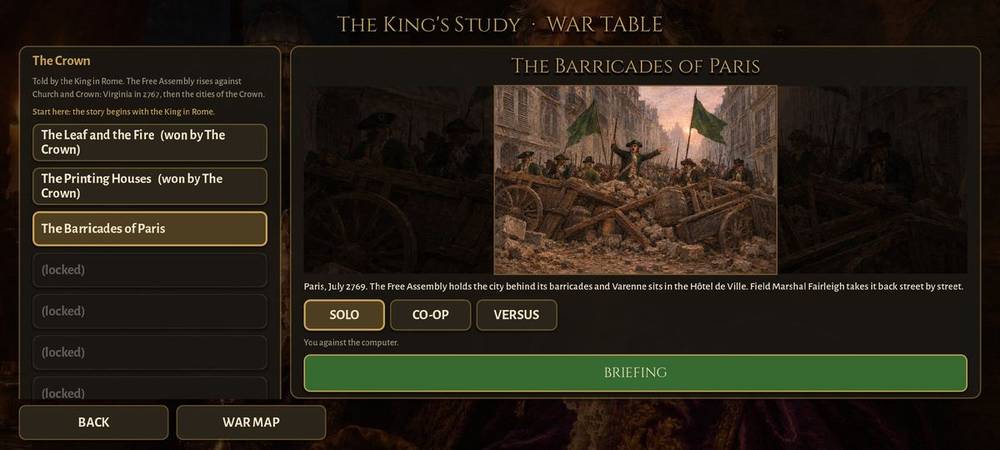 The King's Study · WAR TABLE
The Crown
Told by the King in Rome. The Free Assembly rises against
Church and Crown: Virginia in 2767, then the cities of the Crown.
Start here: the story begins with the King in Rome.
The Leaf and the Fire (won by The
Crown)
The Printing Houses (won by The
Crown)
The Barricades of Paris
(locked)
(locked)
(locked)
(locked)
The Barricades of Paris
Paris, July 2769. The Free Assembly holds the city behind its barricades and Varenne sits in the Hôtel de Ville. Field Marshal Fairleigh takes it back street by street.
SOLO
CO-OP
VERSUS
You against the computer.
BRIEFING
BACK
WAR MAP